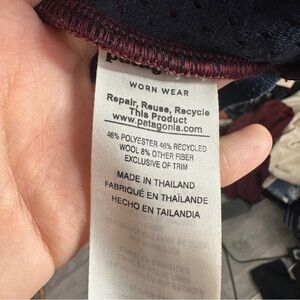 WORN WEAR
Repair, Reuse, Recycle
This Product
www.patagonia.com
46% POLYESTER 46% RECYCLED
WOOL 8% OTHER FIBER
EXCLUSIVE OF TRIM
MADE IN THAILAND
FABRIQUÉ EN THAÏLANDE
HECHO EN TAILANDIA